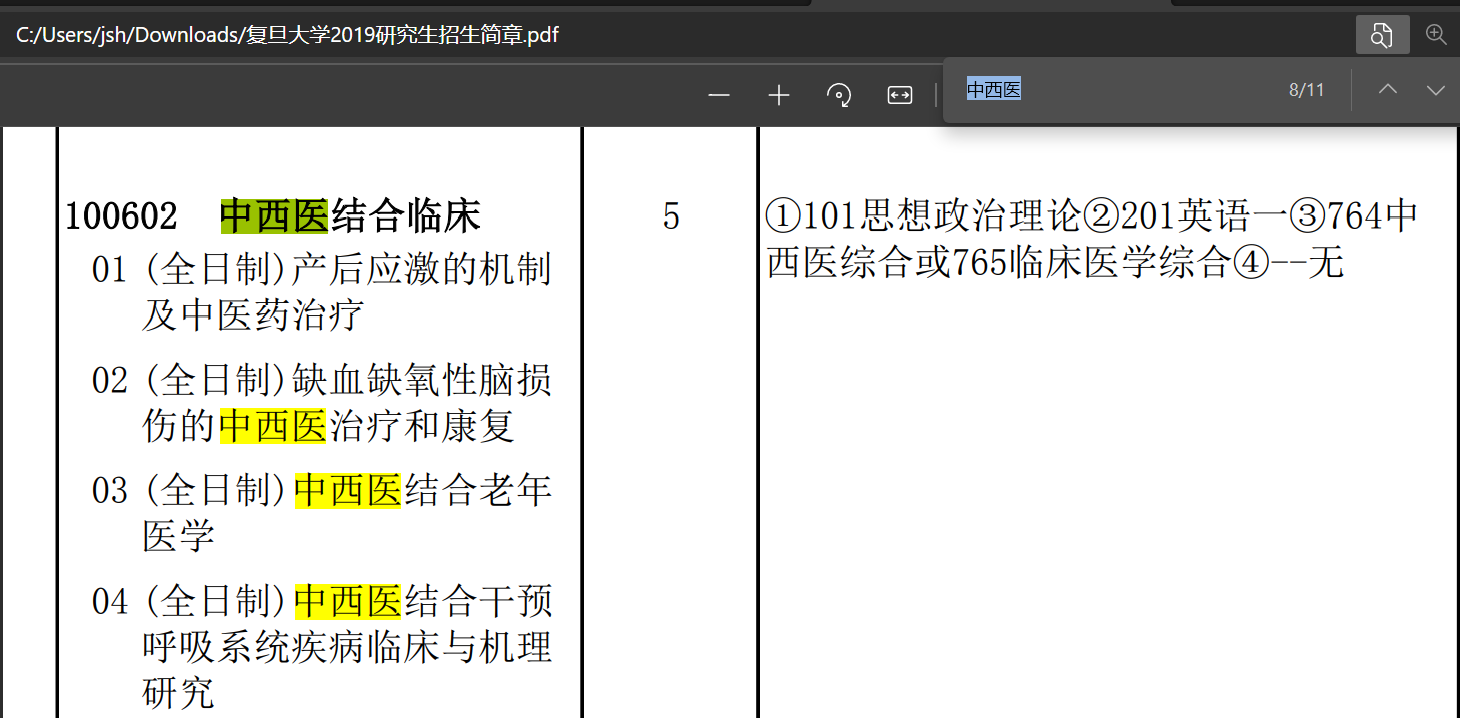 C:/Users/jsh/Downloads/复旦大学2019研究生招生简章.pdf
中西医
8/11
100602 中西医结合临床
5
①101思想政治理论②201英语一③764中
西医综合或765临床医学综合④--无
01 (全日制)产后应激的机制
及中医药治疗
02 (全日制)缺血缺氧性脑损
伤的中西医治疗和康复
03 (全日制)中西医结合老年
医学
04 (全日制)中西医结合干预
呼吸系统疾病临床与机理
研究